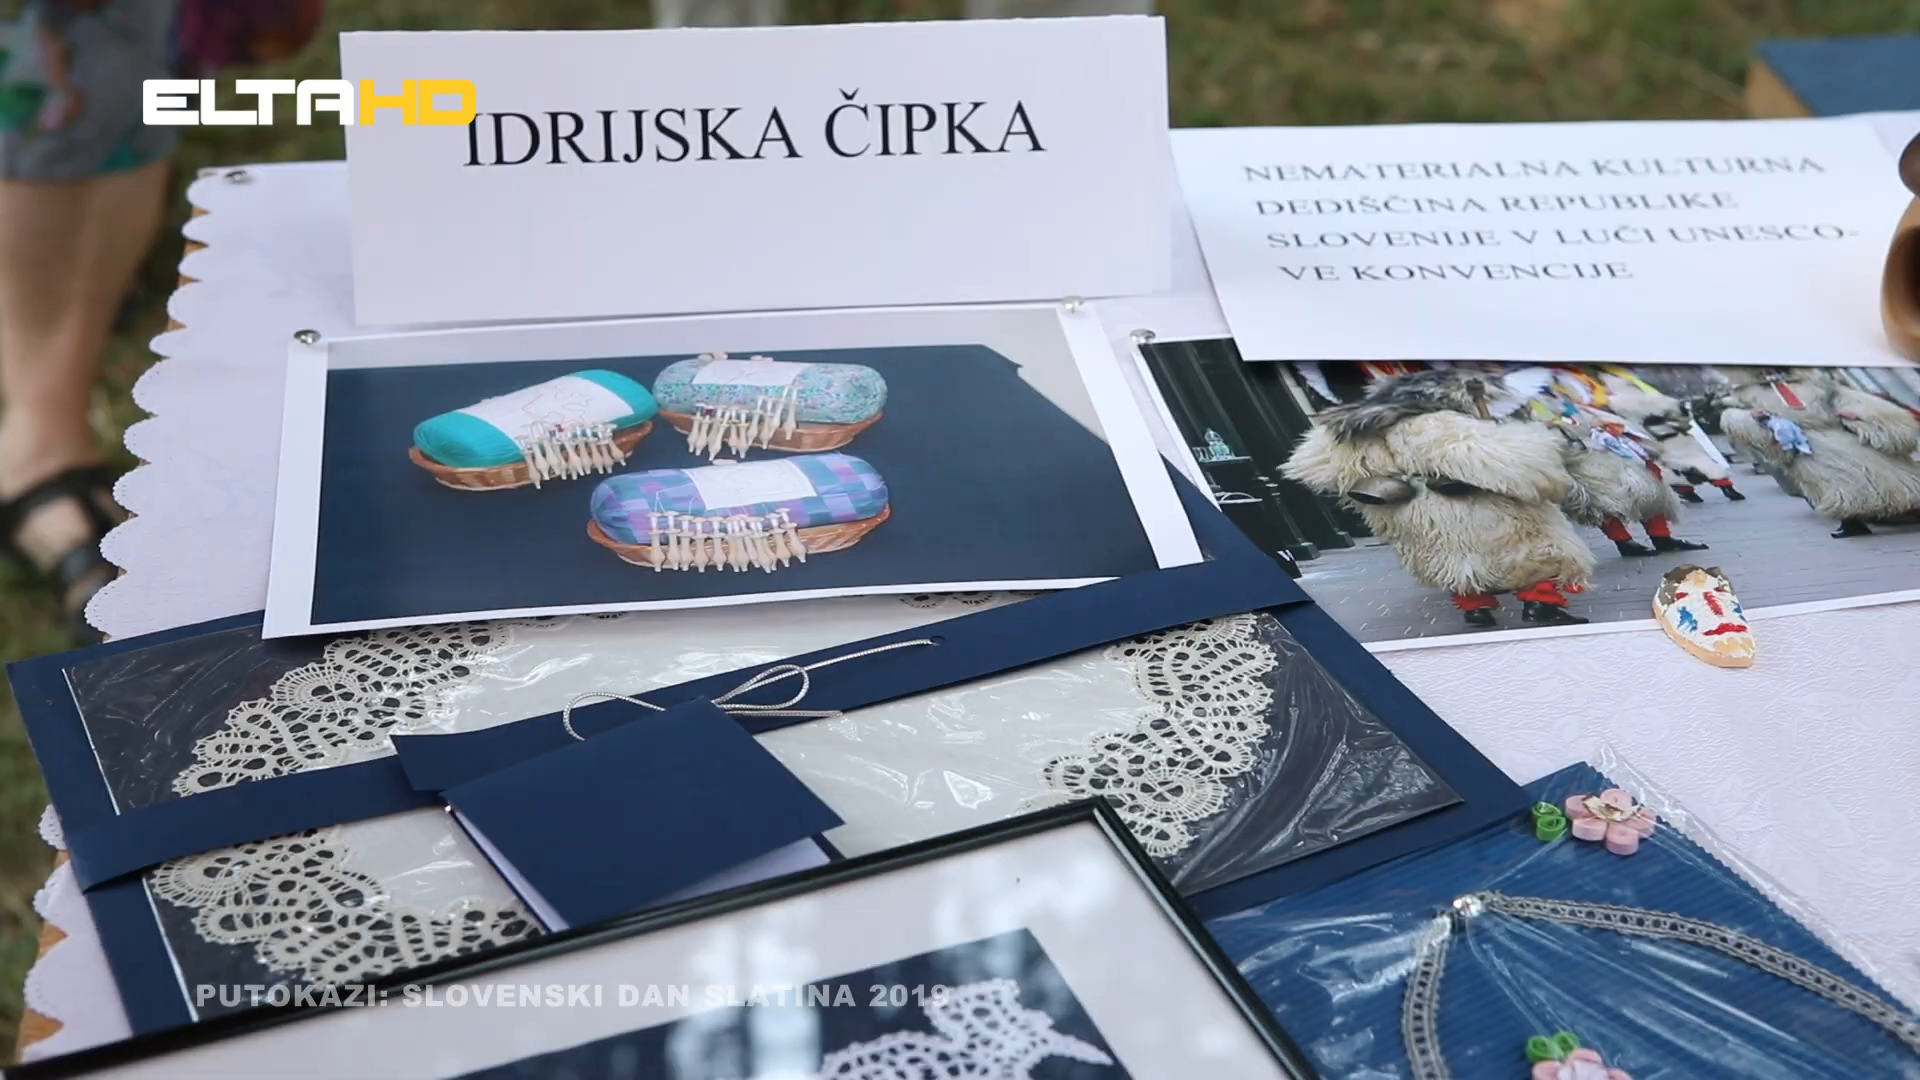 ELTAHD
IDRIJSKA ČIPKA
NEMATERIALNA KULTURNA
DEDIŠČINA REPUBLIKE
SLOVENIJE V LUČI UNESCO-
VE KONVENCIJE
PUTOKAZI: SLOVENSKI DAN SLATINA 2019